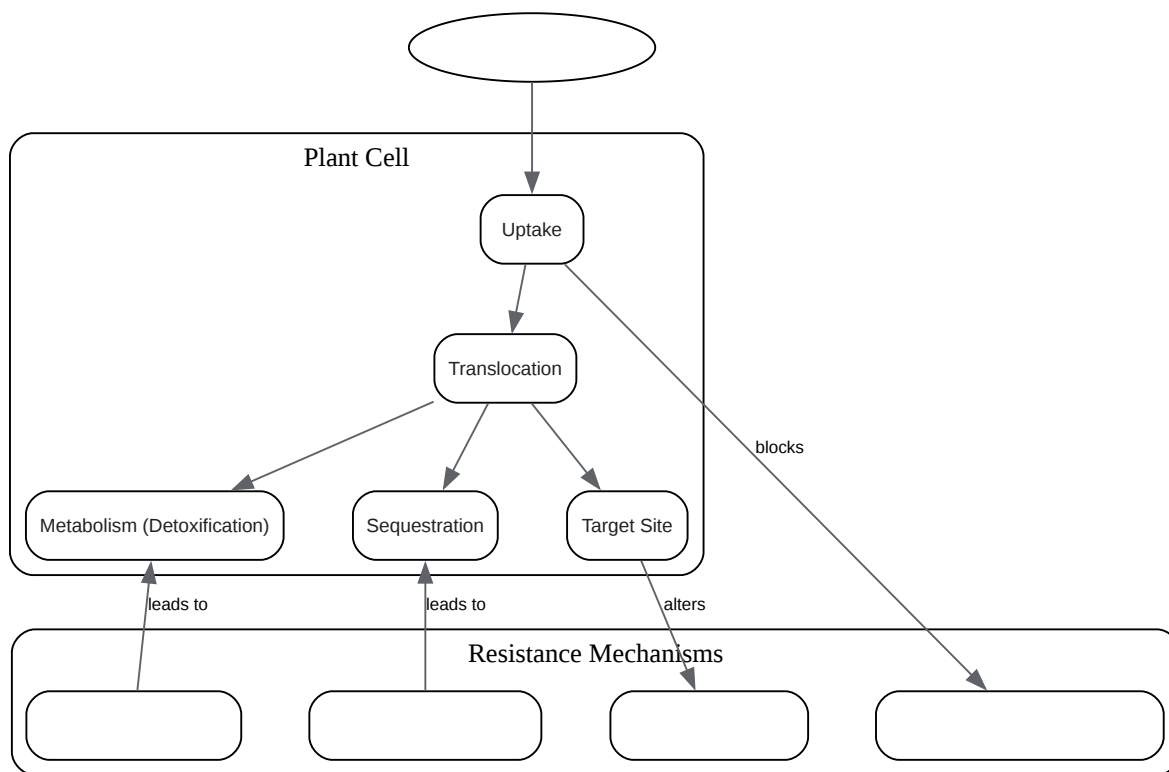 Plant Cell
Uptake
Translocation
blocks
Metabolism (Detoxification)
Sequestration
Target Site
leads to
leads to
alters
Resistance Mechanisms